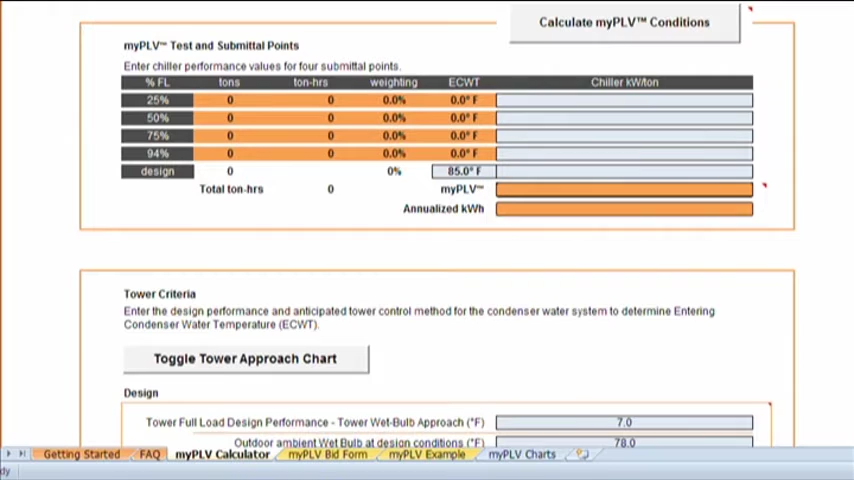 Calculate myPLV™ Conditions
myPLV™ Test and Submittal Points
Enter chiller performance values for four submittal points.
% FL tons ton-hrs weighting ECWT Chiller kW/ton
25% 0 0 0.0% 0.0° F
50% 0 0 0.0% 0.0° F
75% 0 0 0.0% 0.0° F
94% 0 0 0.0% 0.0° F
design 0 0% 85.0° F
Total ton-hrs 0 myPLV™
Annualized kWh
Tower Criteria
Enter the design performance and anticipated tower control method for the condenser water system to determine Entering
Condenser Water Temperature (ECWT).
Toggle Tower Approach Chart
Design
Tower Full Load Design Performance - Tower Wet-Bulb Approach (°F) 7.0
Outdoor ambient Wet Bulb at design conditions (°F) 78.0
Getting Started FAQ myPLV Calculator myPLV Bid Form myPLV Example myPLV Charts
dy